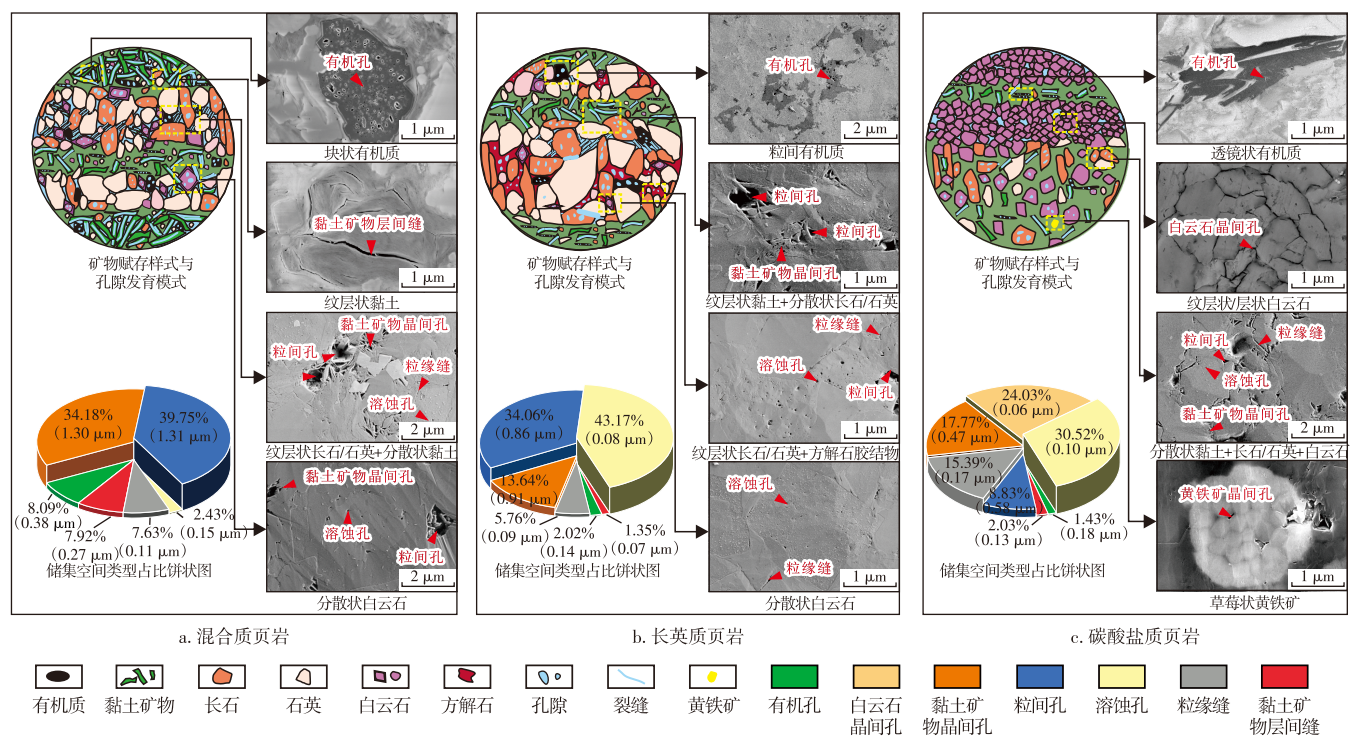 有机孔
1 μm
块状有机质
黏土矿物层间缝
1 μm
纹层状黏土
黏土矿物晶间孔
粒间孔
粒缘缝
溶蚀孔
2 μm
纹层状长石/石英+分散状黏土
黏土矿物晶间孔
溶蚀孔
粒间孔
2 μm
分散状白云石
矿物赋存样式与
孔隙发育模式
34.18%
(1.30 μm)
39.75%
(1.31 μm)
8.09%
(0.38 μm)
7.92%
(0.27 μm)
7.63%
(0.11 μm)
2.43%
(0.15 μm)
储集空间类型占比饼状图
a. 混合质页岩
有机孔
2 μm
粒间有机质
粒间孔
粒间孔
黏土矿物晶间孔
1 μm
纹层状黏土+分散状长石/石英
粒缘缝
溶蚀孔
粒间孔
1 μm
纹层状长石/石英+方解石胶结物
溶蚀孔
粒缘缝
1 μm
分散状白云石
矿物赋存样式与
孔隙发育模式
34.06%
(0.86 μm)
43.17%
(0.08 μm)
13.64%
(0.91 μm)
5.76%
(0.09 μm)
2.02%
(0.14 μm)
1.35%
(0.07 μm)
储集空间类型占比饼状图
b. 长英质页岩
有机孔
1 μm
透镜状有机质
白云石晶间孔
1 μm
纹层状/层状白云石
粒间孔
粒缘缝
溶蚀孔
黏土矿物晶间孔
2 μm
分散状黏土+长石/石英+白云石
黄铁矿晶间孔
1 μm
草莓状黄铁矿
矿物赋存样式与
孔隙发育模式
24.03%
(0.06 μm)
17.77%
(0.47 μm)
30.52%
(0.10 μm)
15.39%
(0.17 μm)
8.83%
(0.58 μm)
2.03%
(0.13 μm)
1.43%
(0.18 μm)
储集空间类型占比饼状图
c. 碳酸盐质页岩
有机质
黏土矿物
长石
石英
白云石
方解石
孔隙
裂缝
黄铁矿
有机孔
白云石
晶间孔
黏土矿
物晶间孔
粒间孔
溶蚀孔
粒缘缝
黏土矿
物层间缝